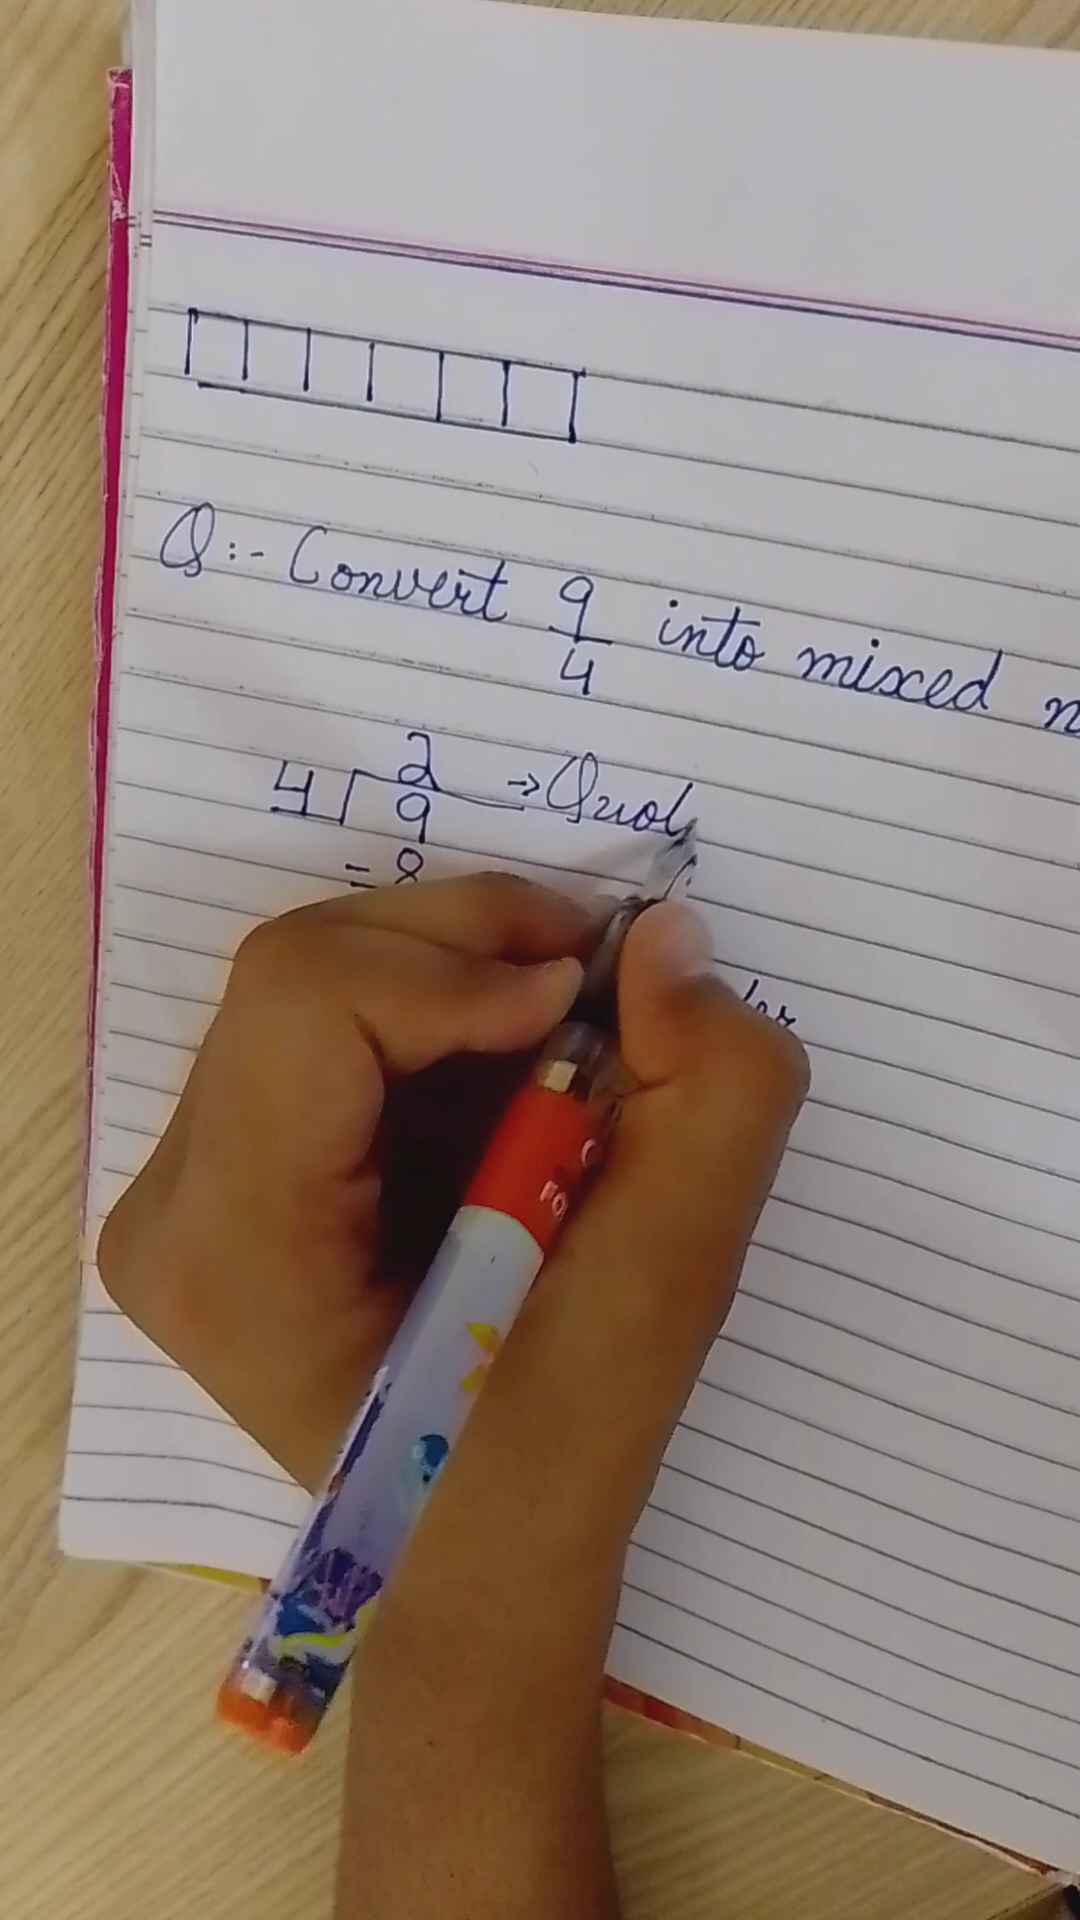 Q:- Convert 9/4 into mixed
2 → Quot
4 9
= 8